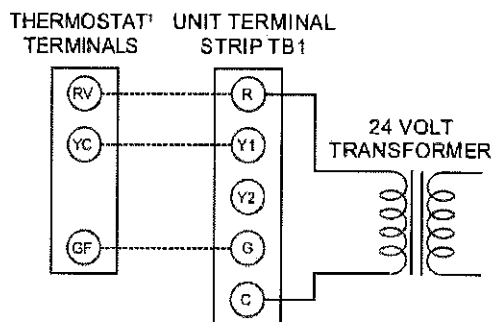 THERMOSTAT¹
TERMINALS
UNIT TERMINAL
STRIP TB1
RV
R
24 VOLT
TRANSFORMER
YC
Y1
Y2
GF
G
C